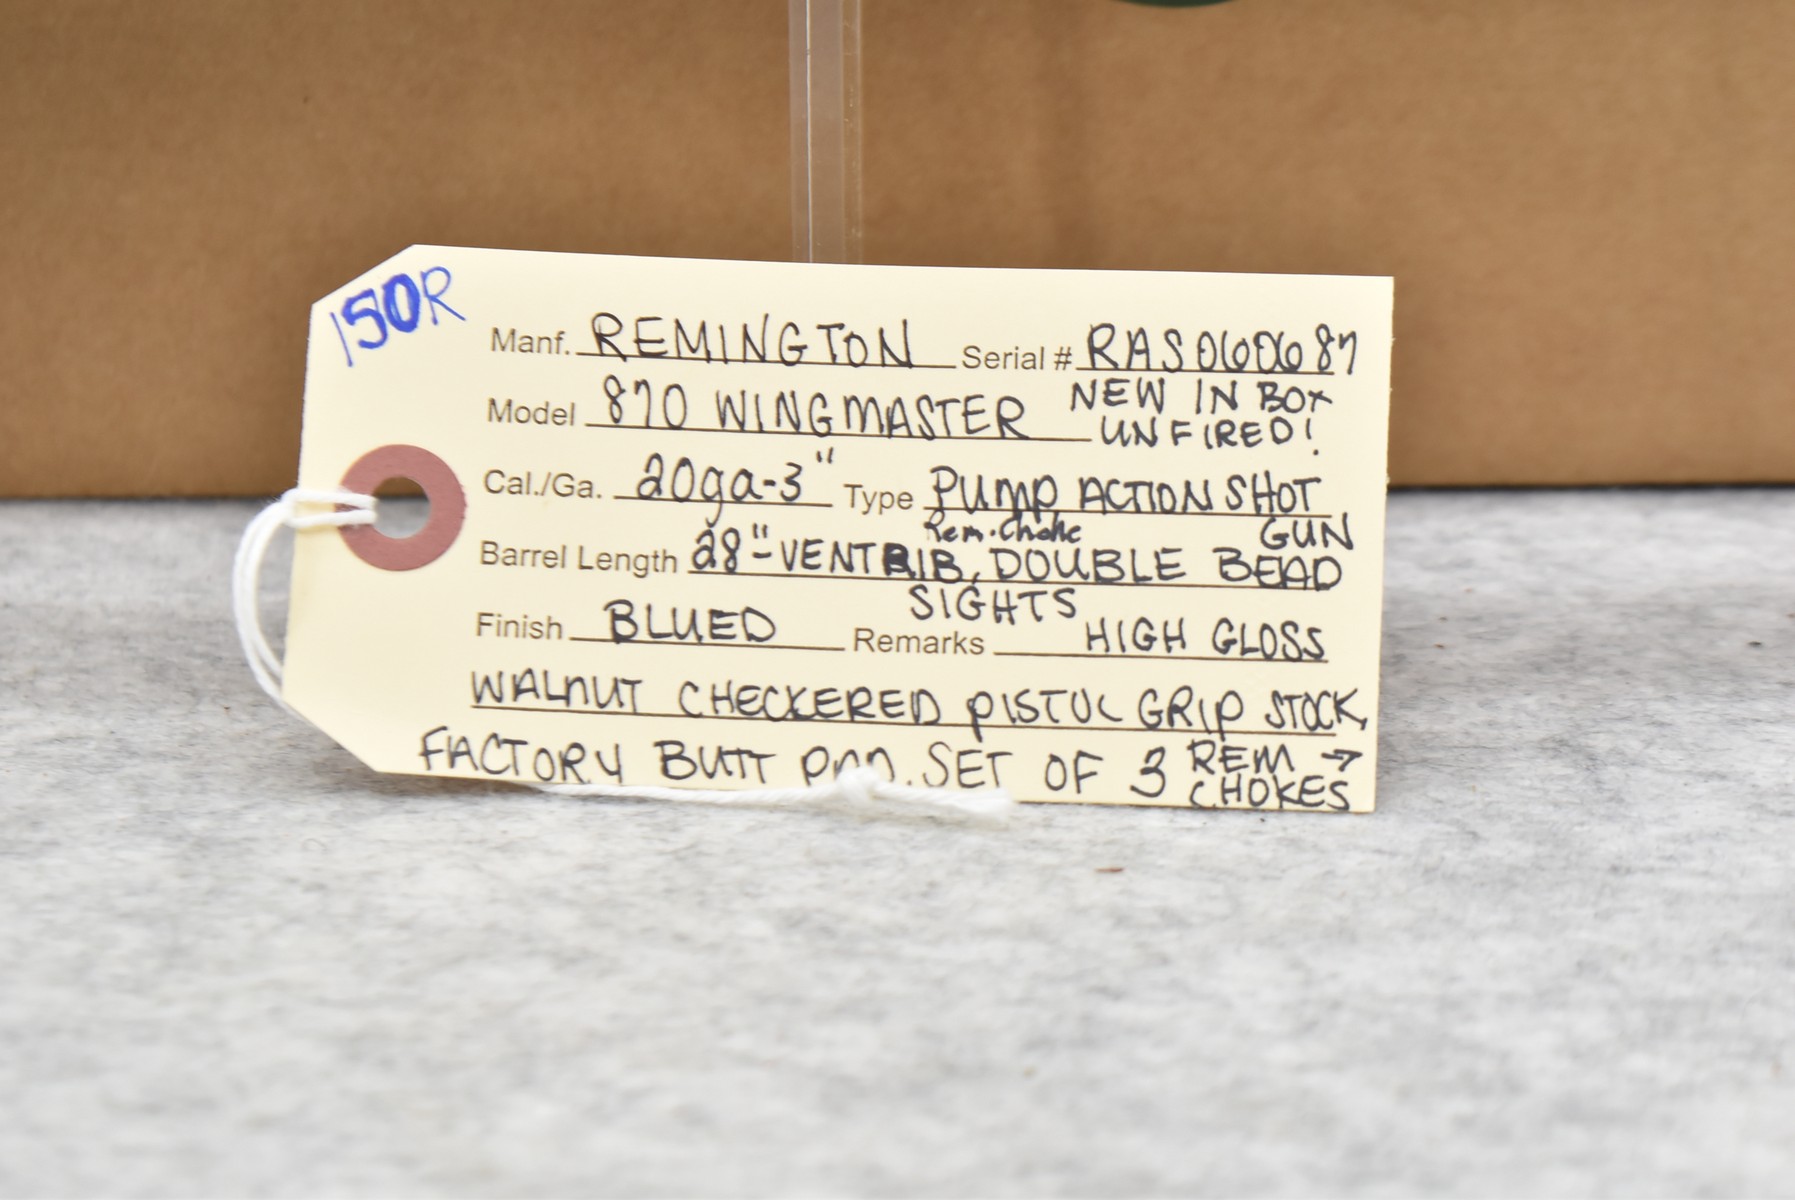 150R
Manf. REMINGTON Serial # RAS060687
Model 870 WINGMASTER NEW IN BOX
UNFIRED!
Cal./Ga. 20ga-3" Type PUMP ACTION SHOT
GUN
Rem. Choke
Barrel Length 28"-VENT RIB, DOUBLE BEAD
SIGHTS
Finish BLUED Remarks HIGH GLOSS
WALNUT CHECKERED PISTOL GRIP STOCK,
FACTORY BUTT PAD. SET OF 3 REM →
CHOKES